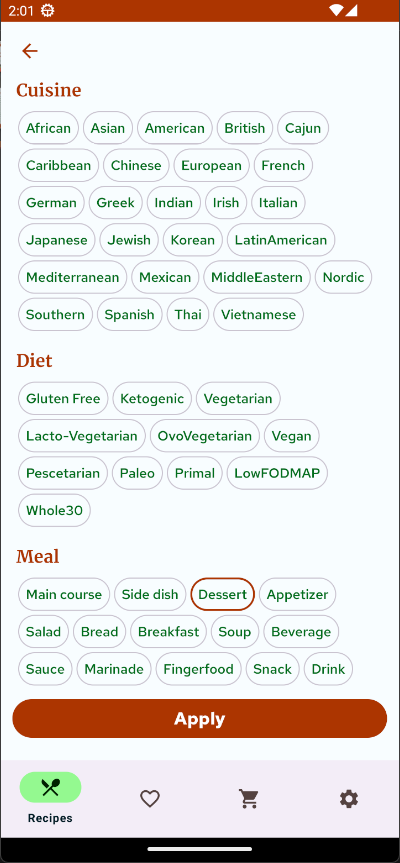 2:01
Cuisine
African Asian American British Cajun
Caribbean Chinese European French
German Greek Indian Irish Italian
Japanese Jewish Korean LatinAmerican
Mediterranean Mexican MiddleEastern Nordic
Southern Spanish Thai Vietnamese
Diet
Gluten Free Ketogenic Vegetarian
Lacto-Vegetarian OvoVegetarian Vegan
Pescetarian Paleo Primal LowFODMAP
Whole30
Meal
Main course Side dish Dessert Appetizer
Salad Bread Breakfast Soup Beverage
Sauce Marinade Fingerfood Snack Drink
Apply
Recipes